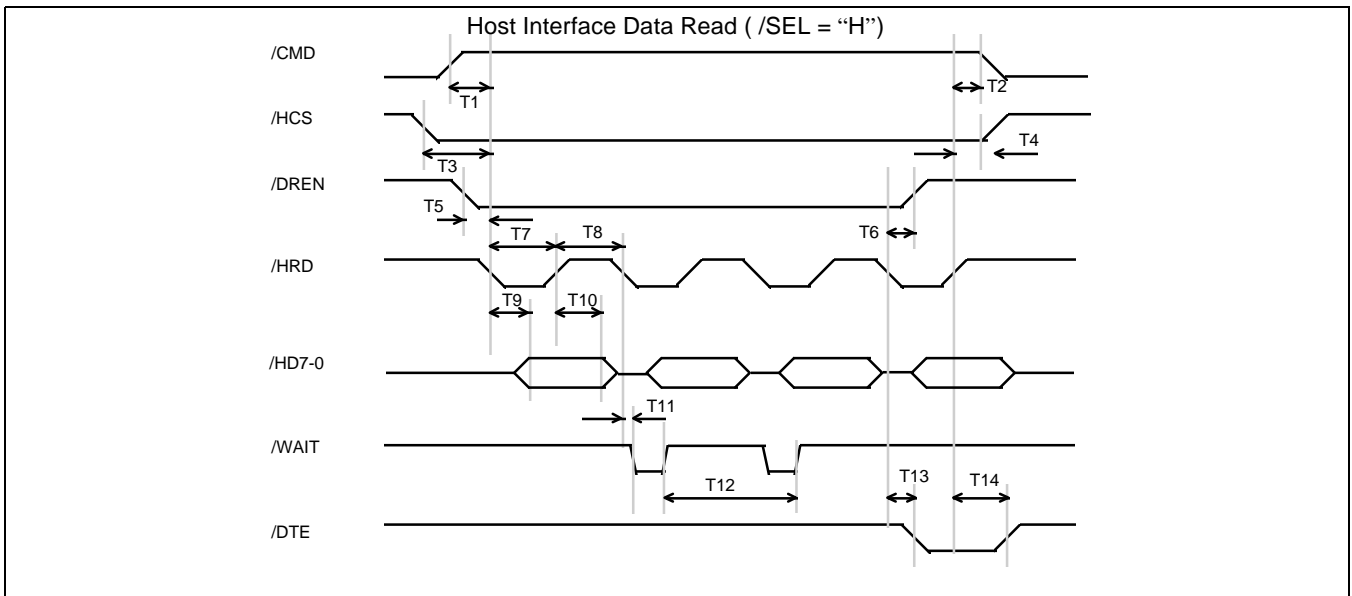 Host Interface Data Read ( /SEL = “H”)
/CMD
T1
T2
/HCS
T3
T4
/DREN
T5
T6
T7
T8
/HRD
T9
T10
/HD7-0
T11
/WAIT
T12
T13
T14
/DTE